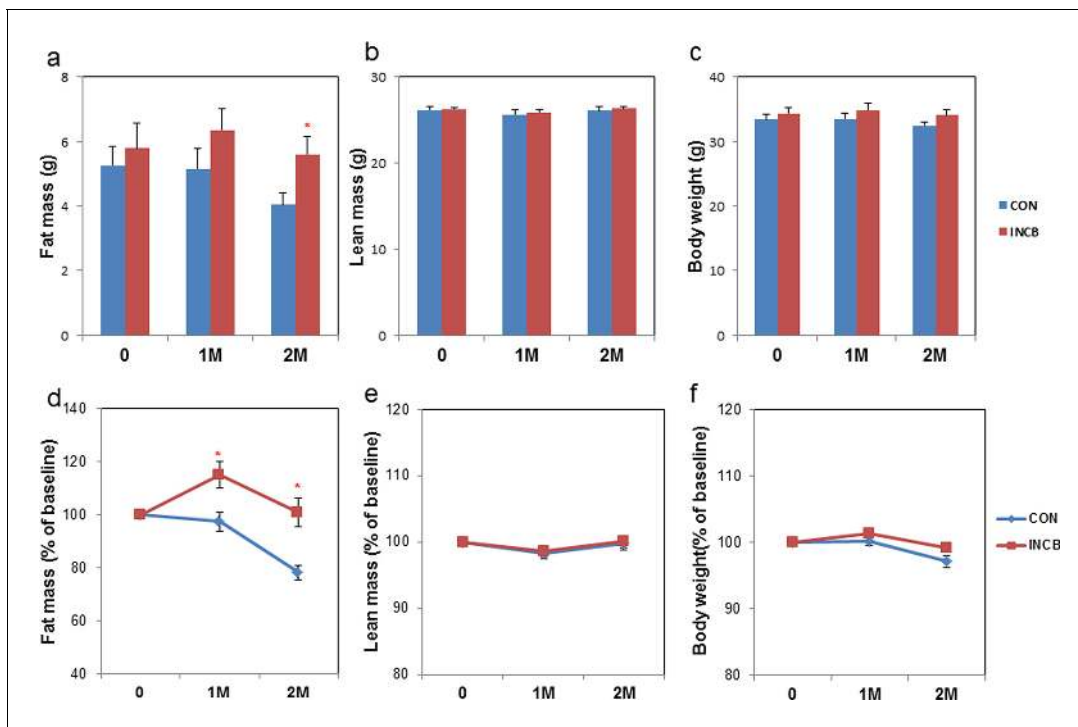 a
Fat mass (g)
8
6
4
2
0
0 1M 2M
*
b
Lean mass (g)
30
20
10
0
0 1M 2M
c
Body weight (g)
40
30
20
10
0
0 1M 2M
CON
INCB
d
Fat mass (% of baseline)
140
120
100
80
60
40
0 1M 2M
*
*
e
Lean mass (% of baseline)
120
110
100
90
80
0 1M 2M
f
Body weight(% of baseline)
120
110
100
90
80
0 1M 2M
CON
INCB